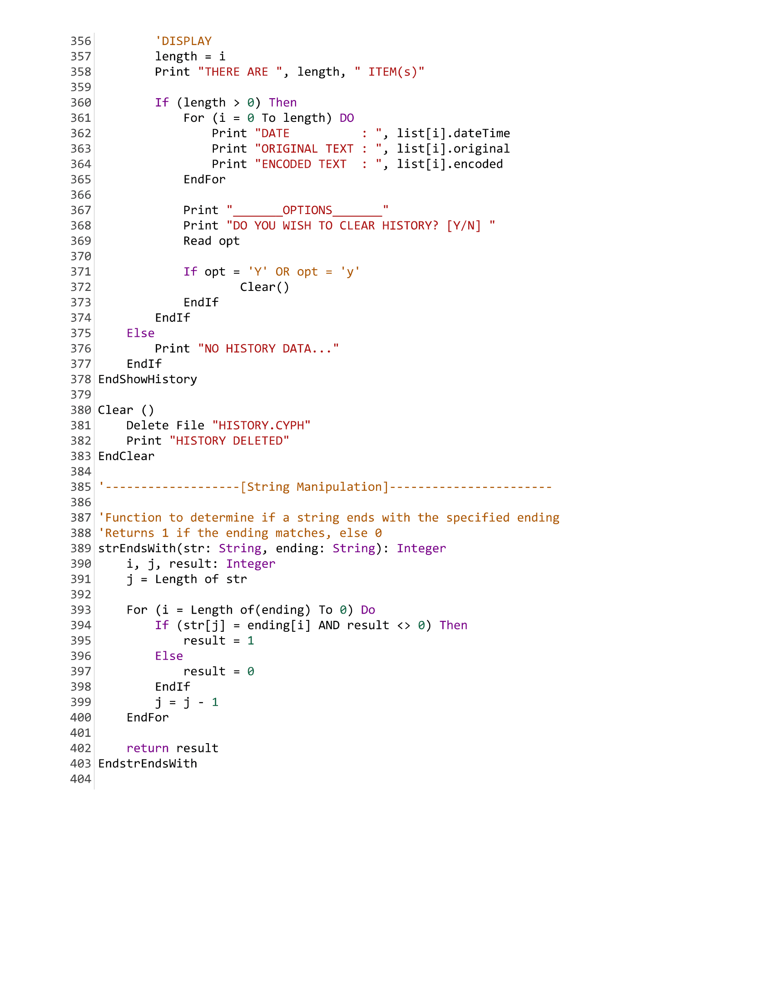 356         'DISPLAY
357         length = i
358         Print "THERE ARE ", length, " ITEM(s)"
359
360         If (length > 0) Then
361             For (i = 0 To length) DO
362                 Print "DATE          : ", list[i].dateTime
363                 Print "ORIGINAL TEXT : ", list[i].original
364                 Print "ENCODED TEXT  : ", list[i].encoded
365             EndFor
366
367             Print "_______OPTIONS_______"
368             Print "DO YOU WISH TO CLEAR HISTORY? [Y/N] "
369             Read opt
370
371             If opt = 'Y' OR opt = 'y'
372                     Clear()
373             EndIf
374         EndIf
375     Else
376         Print "NO HISTORY DATA..."
377     EndIf
378 EndShowHistory
379
380 Clear ()
381     Delete File "HISTORY.CYPH"
382     Print "HISTORY DELETED"
383 EndClear
384
385 '-------------------[String Manipulation]-----------------------
386
387 'Function to determine if a string ends with the specified ending
388 'Returns 1 if the ending matches, else 0
389 strEndsWith(str: String, ending: String): Integer
390     i, j, result: Integer
391     j = Length of str
392
393     For (i = Length of(ending) To 0) Do
394         If (str[j] = ending[i] AND result <> 0) Then
395             result = 1
396         Else
397             result = 0
398         EndIf
399         j = j - 1
400     EndFor
401
402     return result
403 EndstrEndsWith
404